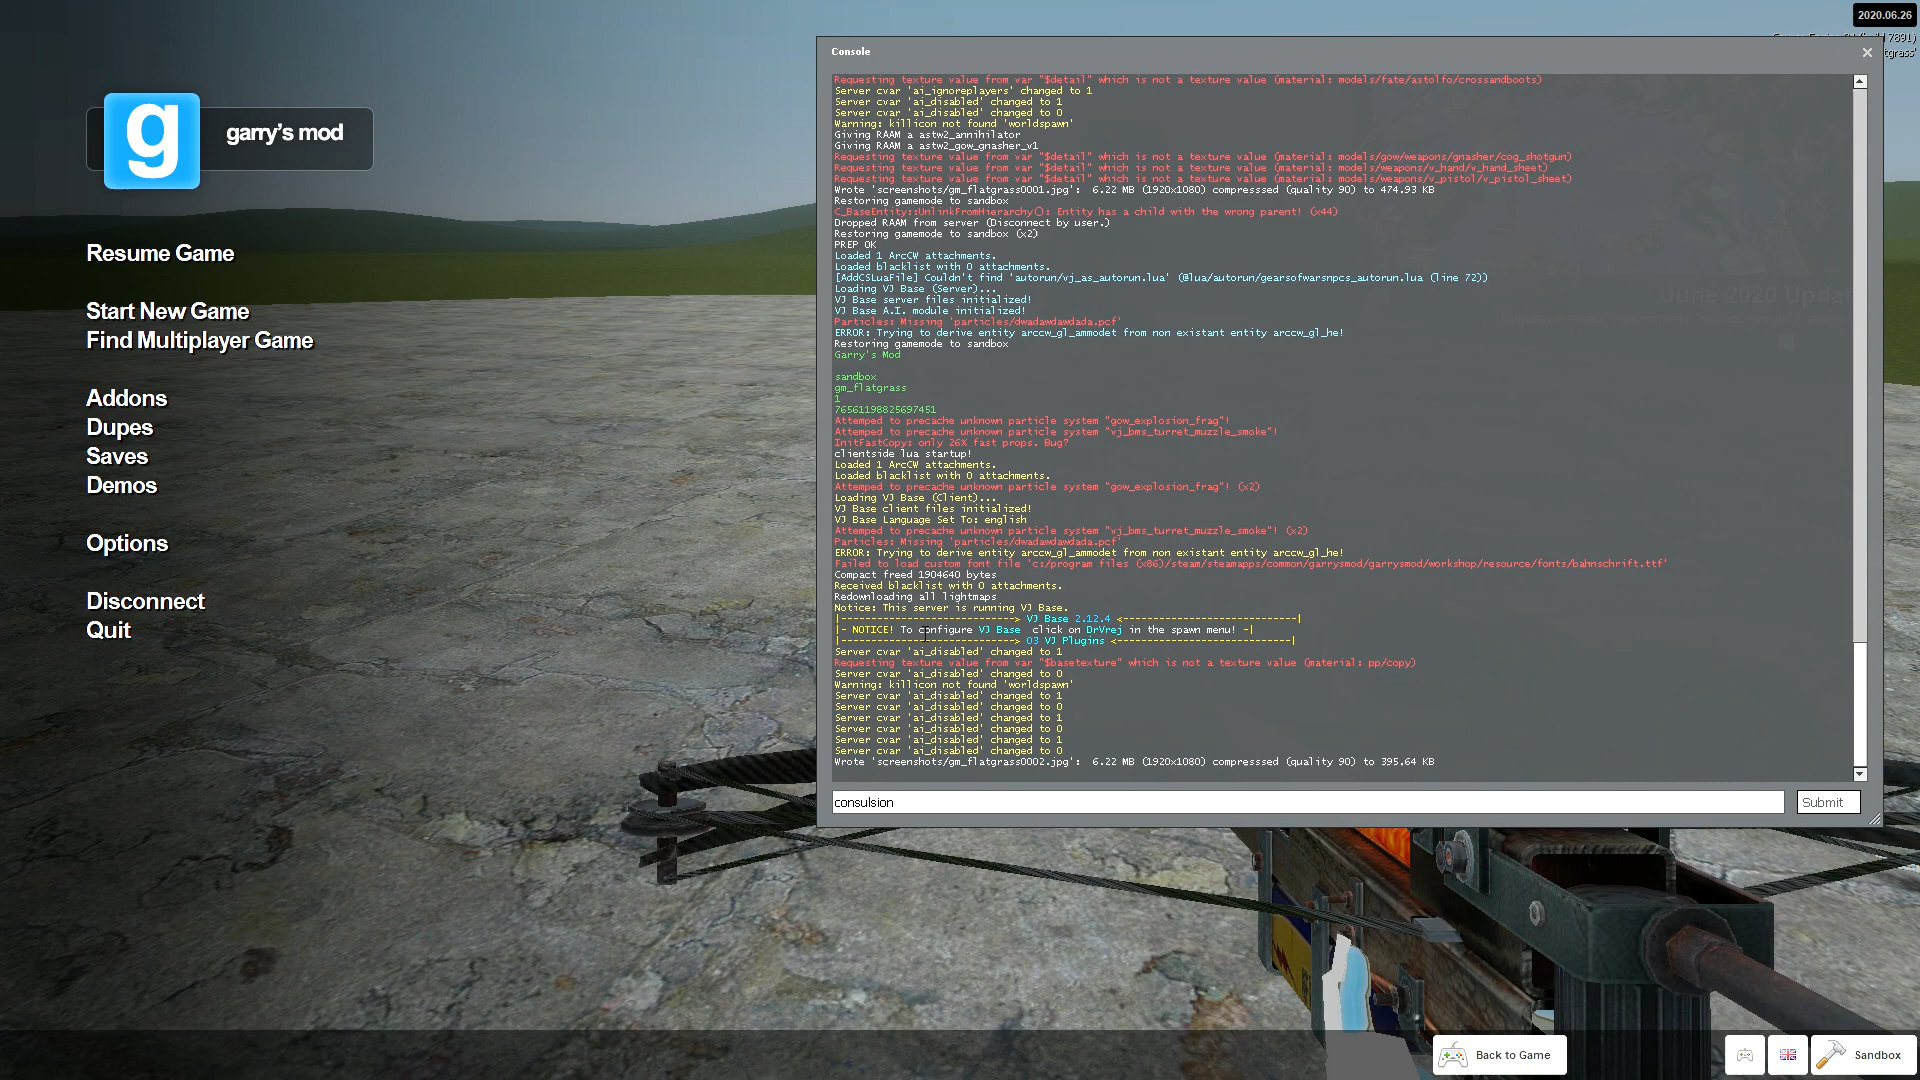 2020.06.26
7891)
tgrass'
g
garry's mod
Resume Game
Start New Game
Find Multiplayer Game
Addons
Dupes
Saves
Demos
Options
Disconnect
Quit
Console
Requesting texture value from var "$detail" which is not a texture value (material: models/fate/astolfo/crossandboots)
Server cvar 'ai_ignoreplayers' changed to 1
Server cvar 'ai_disabled' changed to 1
Server cvar 'ai_disabled' changed to 0
Warning: killicon not found 'worldspawn'
Giving RAAM a astw2_annihilator
Giving RAAM a astw2_gow_gnasher_v1
Requesting texture value from var "$detail" which is not a texture value (material: models/gow/weapons/gnasher/cog_shotgun)
Requesting texture value from var "$detail" which is not a texture value (material: models/weapons/v_hand/v_hand_sheet)
Requesting texture value from var "$detail" which is not a texture value (material: models/weapons/v_pistol/v_pistol_sheet)
Wrote 'screenshots/gm_flatgrass0001.jpg':  6.22 MB (1920x1080) compresssed (quality 90) to 474.93 KB
Restoring gamemode to sandbox
C_BaseEntity::UnlinkFromHierarchy(): Entity has a child with the wrong parent! (x44)
Dropped RAAM from server (Disconnect by user.)
Restoring gamemode to sandbox (x2)
PREP OK
Loaded 1 ArcCW attachments.
Loaded blacklist with 0 attachments.
[AddCSLuaFile] Couldn't find 'autorun/vj_as_autorun.lua' (@lua/autorun/gearsofwarsnpcs_autorun.lua (line 72))
Loading VJ Base (Server)...
VJ Base server files initialized!
VJ Base A.I. module initialized!
Particles: Missing 'particles/dwadawdawdada.pcf'
ERROR: Trying to derive entity arccw_gl_ammodet from non existant entity arccw_gl_he!
Restoring gamemode to sandbox
Garry's Mod
sandbox
gm_flatgrass
1
76561198825697451
Attemped to precache unknown particle system "gow_explosion_frag"!
Attemped to precache unknown particle system "vj_bms_turret_muzzle_smoke"!
InitFastCopy: only 26% fast props. Bug?
clientside lua startup!
Loaded 1 ArcCW attachments.
Loaded blacklist with 0 attachments.
Attemped to precache unknown particle system "gow_explosion_frag"! (x2)
Loading VJ Base (Client)...
VJ Base client files initialized!
VJ Base Language Set To: english
Attemped to precache unknown particle system "vj_bms_turret_muzzle_smoke"! (x2)
Particles: Missing 'particles/dwadawdawdada.pcf'
ERROR: Trying to derive entity arccw_gl_ammodet from non existant entity arccw_gl_he!
Failed to load custom font file 'c:/program files (x86)/steam/steamapps/common/garrysmod/garrysmod/workshop/resource/fonts/bahnschrift.ttf'
Compact freed 1904640 bytes
Received blacklist with 0 attachments.
Redownloading all lightmaps
Notice: This server is running VJ Base.
|------------------------------> VJ Base 2.12.4 <-----------------------------|
|- NOTICE! To configure VJ Base  click on DrVrej in the spawn menu! -|
|------------------------------> 03 VJ Plugins <------------------------------|
Server cvar 'ai_disabled' changed to 1
Requesting texture value from var "$basetexture" which is not a texture value (material: pp/copy)
Server cvar 'ai_disabled' changed to 0
Warning: killicon not found 'worldspawn'
Server cvar 'ai_disabled' changed to 1
Server cvar 'ai_disabled' changed to 0
Server cvar 'ai_disabled' changed to 1
Server cvar 'ai_disabled' changed to 0
Server cvar 'ai_disabled' changed to 1
Server cvar 'ai_disabled' changed to 0
Wrote 'screenshots/gm_flatgrass0002.jpg':  6.22 MB (1920x1080) compresssed (quality 90) to 395.64 KB
June 2020 Updat
consulsion
Submit
Back to Game
Sandbox